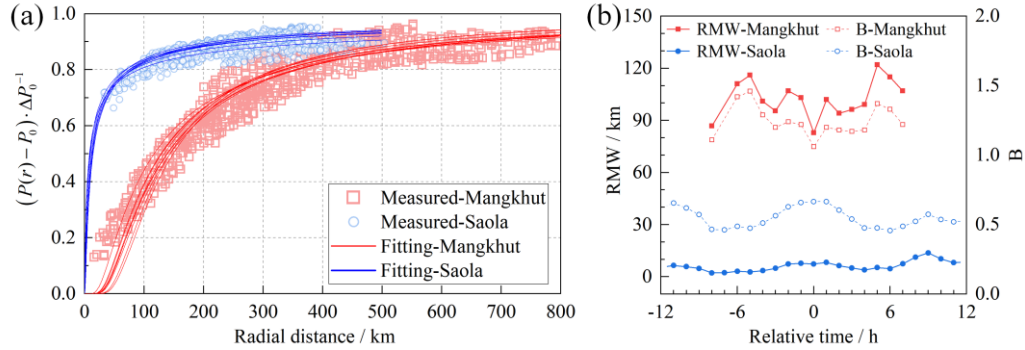 (a)
(P(r) − P₀) · ΔP₀⁻¹
1.0
0.8
0.6
0.4
0.2
0.0
0 100 200 300 400 500 600 700 800
Radial distance / km
Measured-Mangkhut
Measured-Saola
Fitting-Mangkhut
Fitting-Saola
(b)
RMW / km
150
120
90
60
30
0
RMW-Mangkhut B-Mangkhut
RMW-Saola B-Saola
2.0
1.5
1.0
0.5
0.0
B
-12 -6 0 6 12
Relative time / h